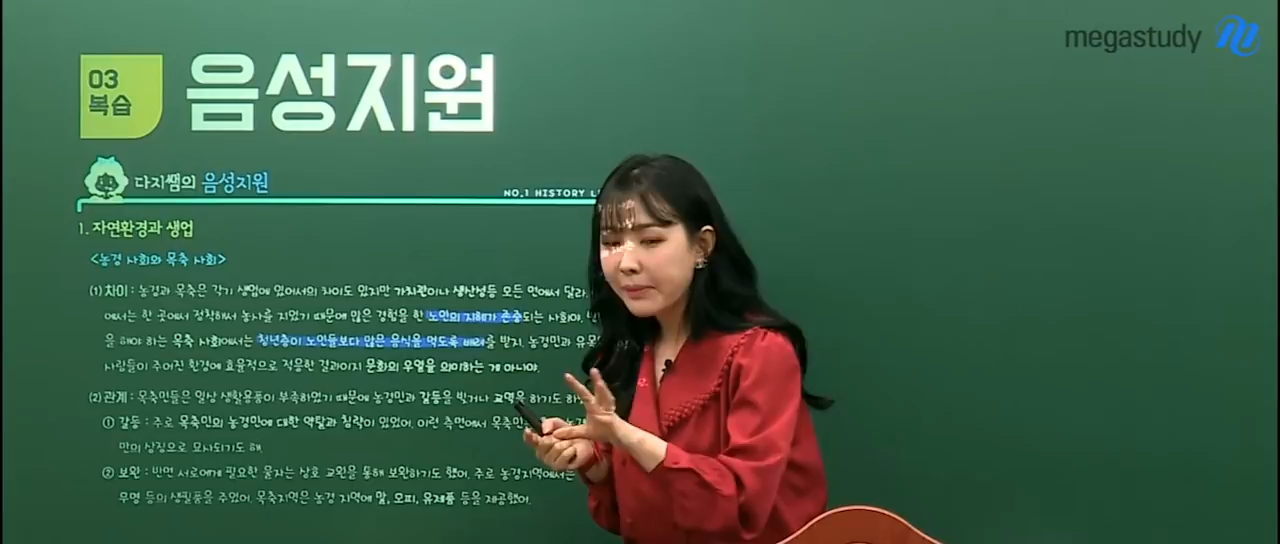 megastudy
03
복습
음성지원
다지쌤의 음성지원
NO.1 HISTORY
1. 자연환경과 생업
<농경 사회와 목축 사회>
(1) 차이 : 농경과 목축은 각기 생업에 있어서의 차이도 있지만 가치관이나 생산성등 모든 면에서 달라.
에서는 한 곳에서 정착해서 농사를 지었기 때문에 많은 경험을 한 노인의 지혜가 존중되는 사회야.
을 해야 하는 목축 사회에서는 청년층이 노인들보다 많은 음식을 먹도록 배려를 받지. 농경민과
사람들이 주어진 환경에 효율적으로 적응한 결과이지 문화의 우열을 의미하는 게 아니야.
(2) 관계 : 목축민들은 일상 생활용품이 부족하였기 때문에 농경민과 갈등을 빚거나 교역을 하기도
① 갈등 : 주로 목축민의 농경민에 대한 약탈과 침략이 있었어. 이런 측면에서
만의 상징으로 묘사되기도 해.
② 보완 : 반면 서로에게 필요한 물자는 상호 교환을 통해 보완하기도 했어. 주로 농경지역에서는
우명 등의 생필품을 주었어. 목축지역은 농경 지역에 말, 모피, 유제품 등을 제공했어.